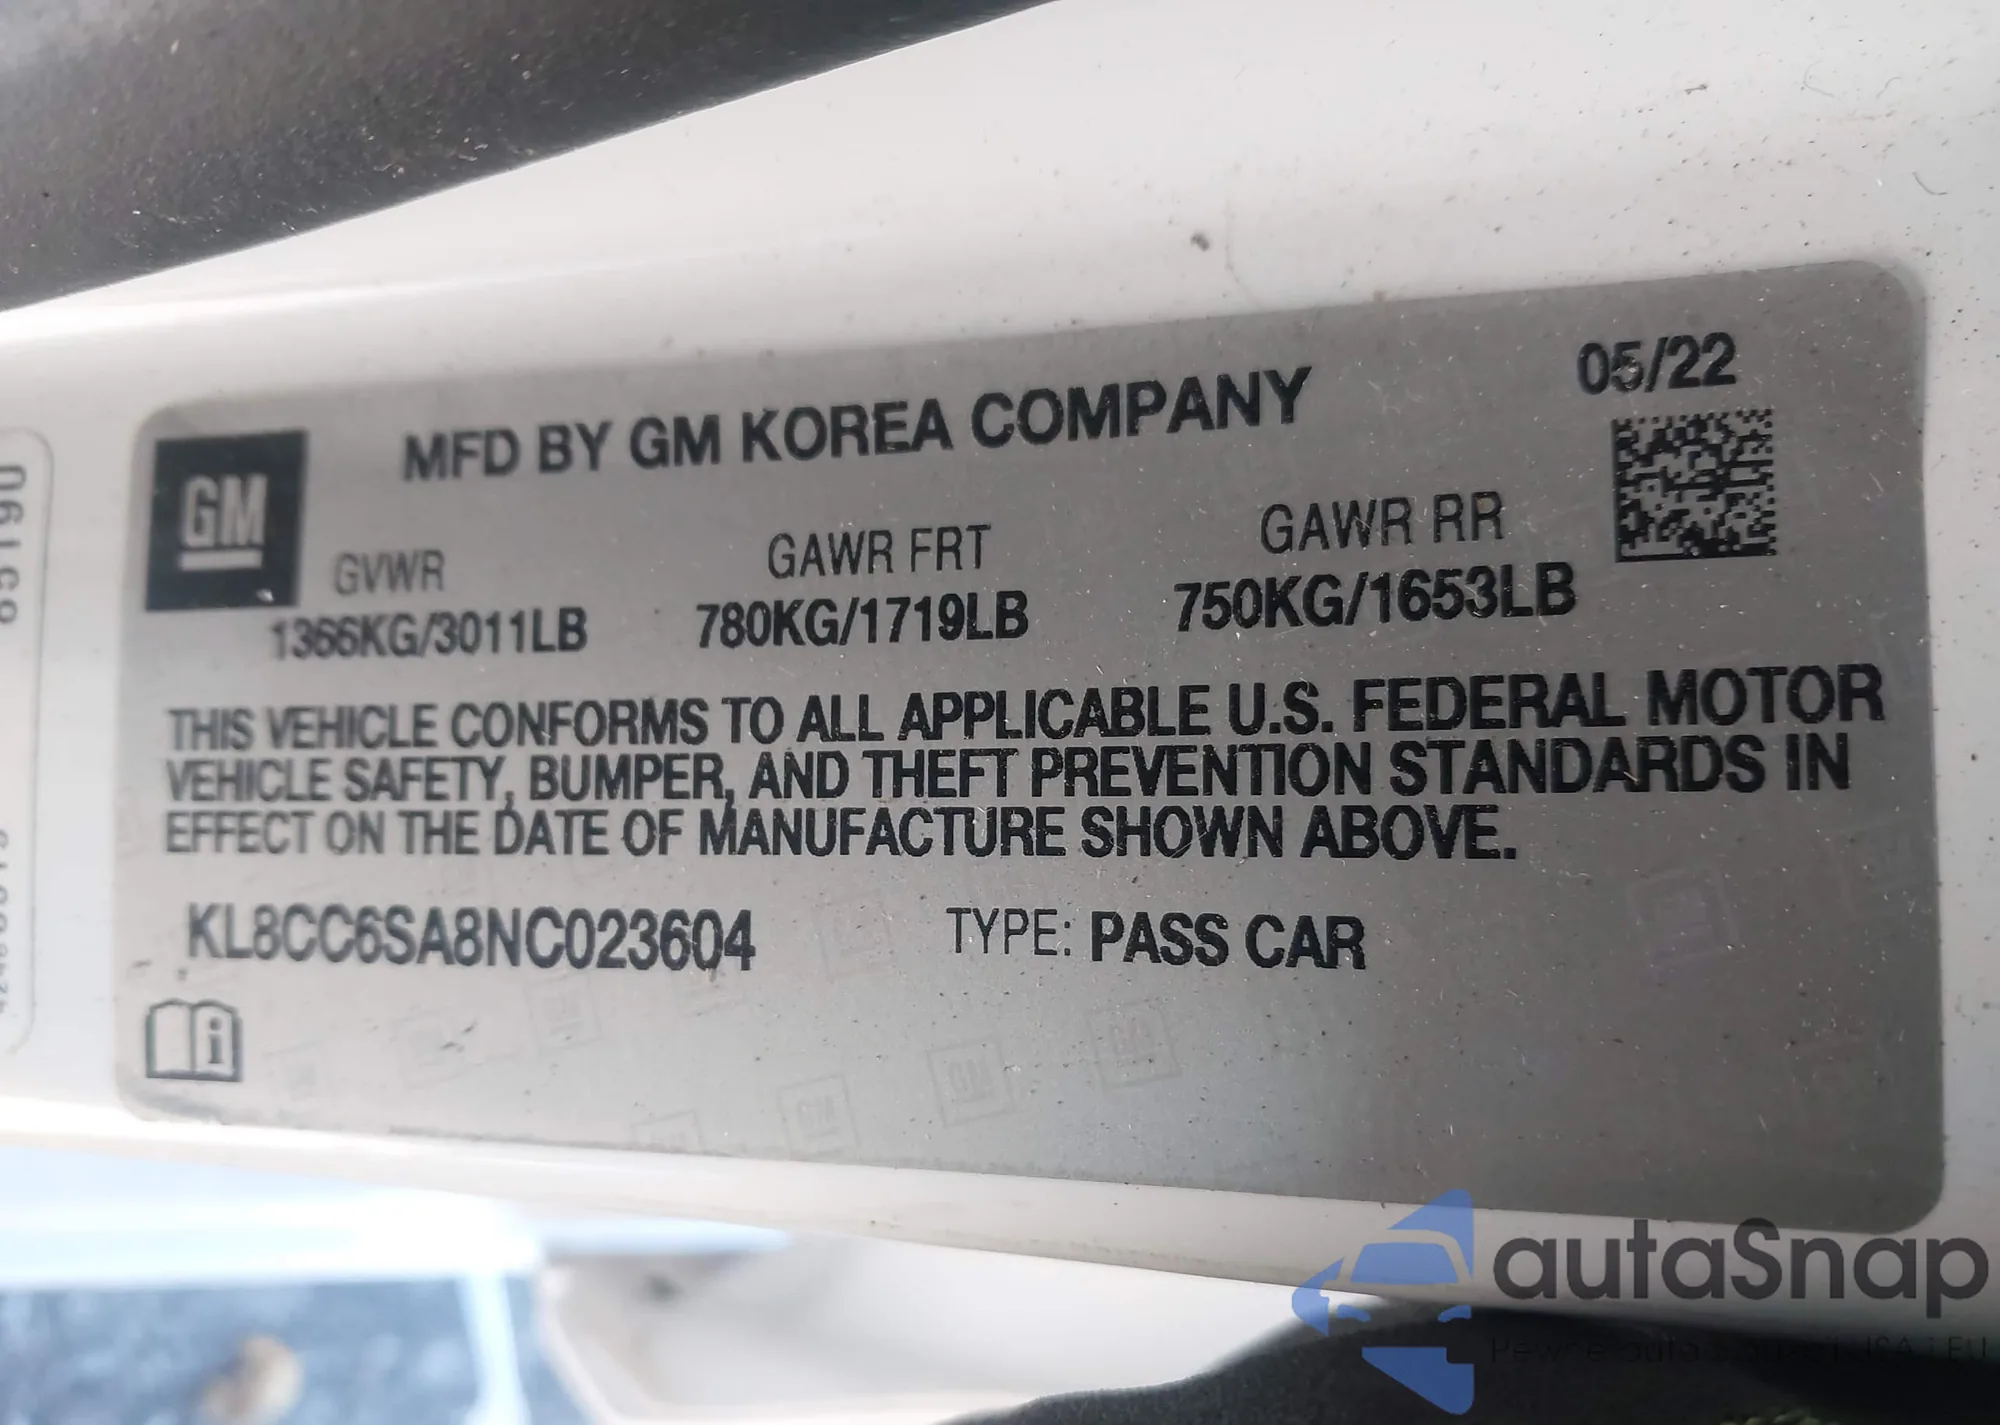 MFD BY GM KOREA COMPANY
05/22
GM
GVWR
GAWR FRT
GAWR RR
1366KG/3011LB
780KG/1719LB
750KG/1653LB
THIS VEHICLE CONFORMS TO ALL APPLICABLE U.S. FEDERAL MOTOR
VEHICLE SAFETY, BUMPER, AND THEFT PREVENTION STANDARDS IN
EFFECT ON THE DATE OF MANUFACTURE SHOWN ABOVE.
KL8CC6SA8NC023604
TYPE: PASS CAR
autaSnap